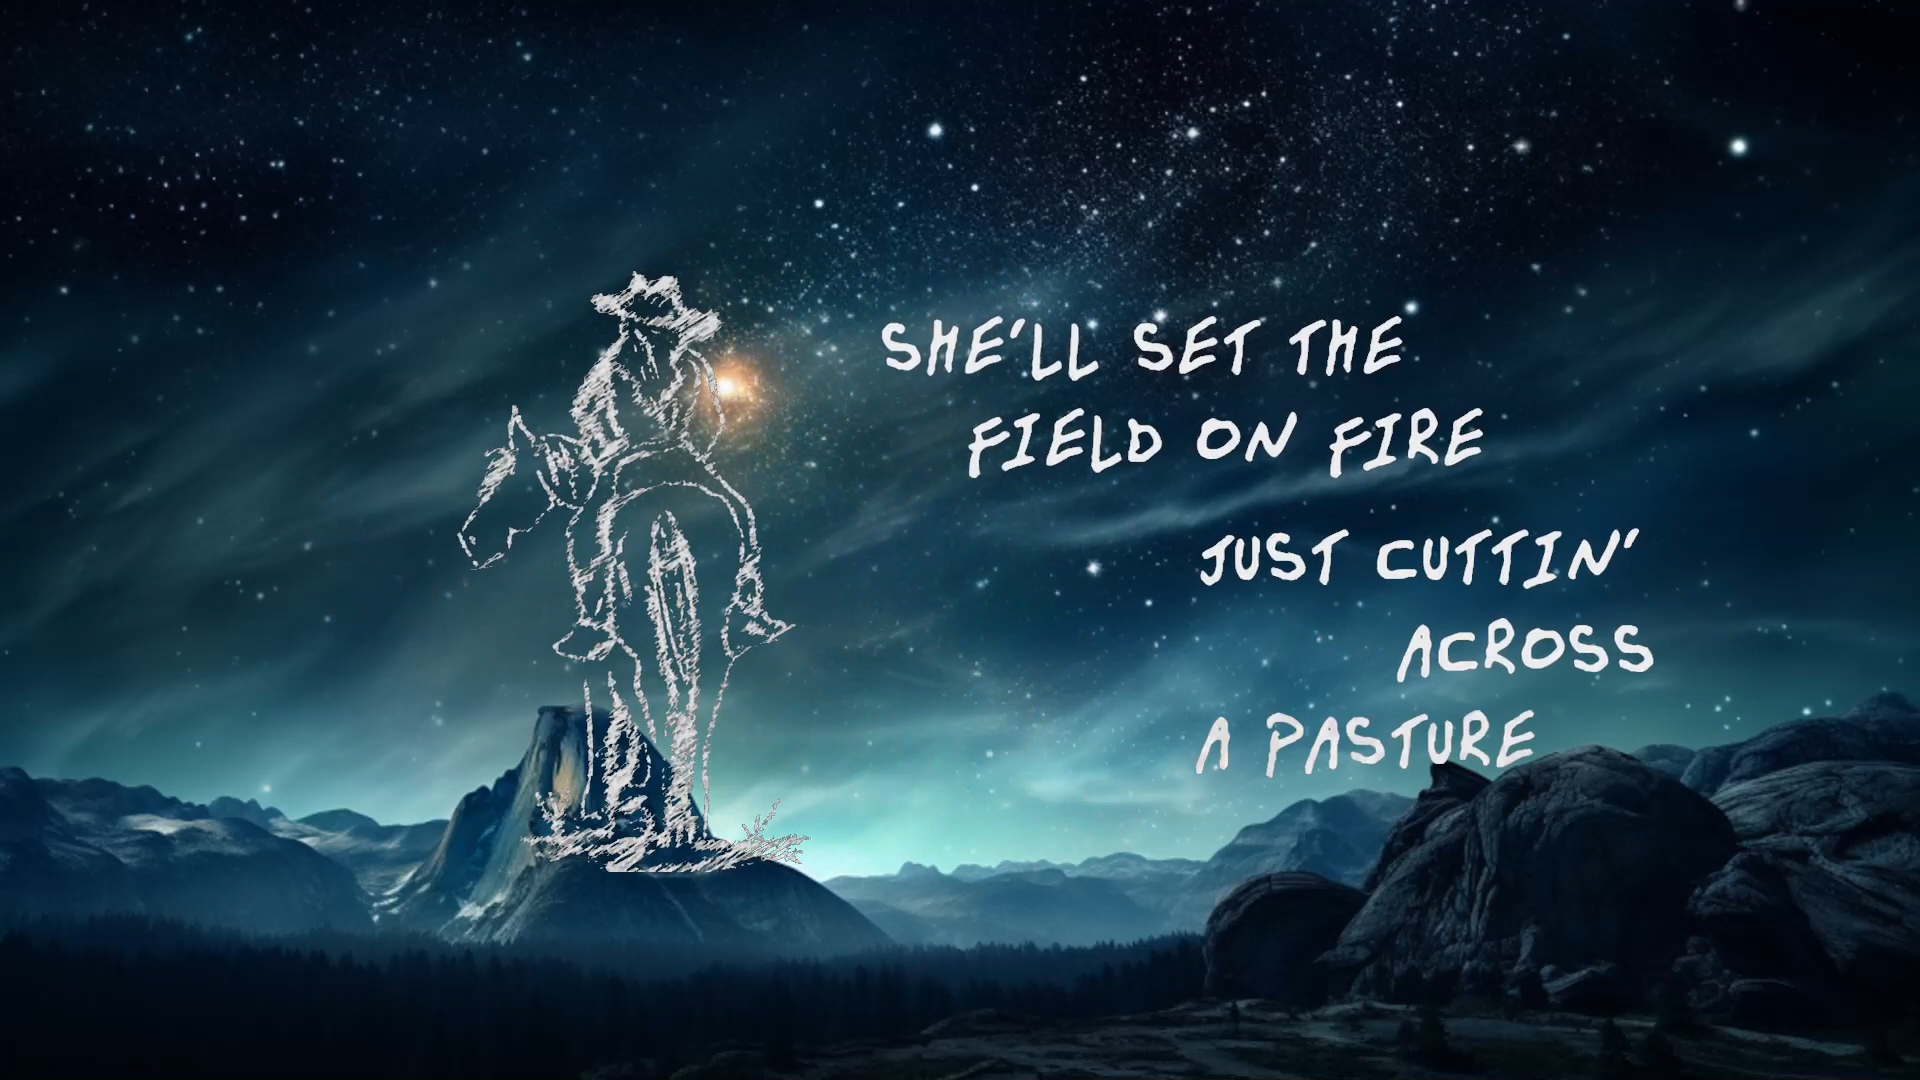 SHE'LL SET THE
FIELD ON FIRE
JUST CUTTIN'
ACROSS
A PASTURE